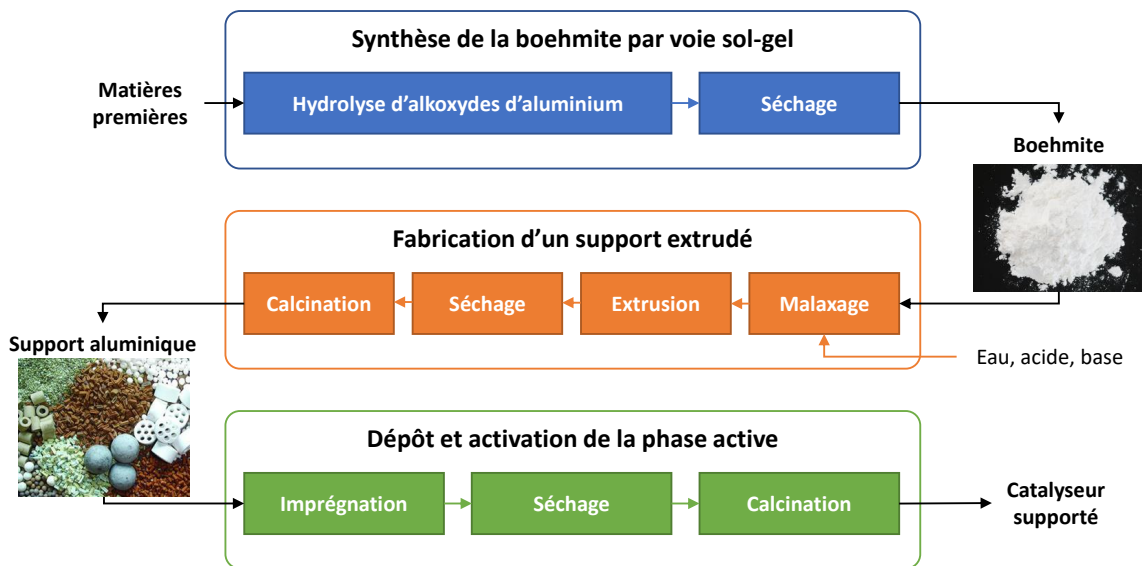 Synthèse de la boehmite par voie sol-gel
Matières
premières
Hydrolyse d'alkoxydes d'aluminium
Séchage
Boehmite
Fabrication d'un support extrudé
Calcination
Séchage
Extrusion
Malaxage
Support aluminique
Eau, acide, base
Dépôt et activation de la phase active
Imprégnation
Séchage
Calcination
Catalyseur
supporté